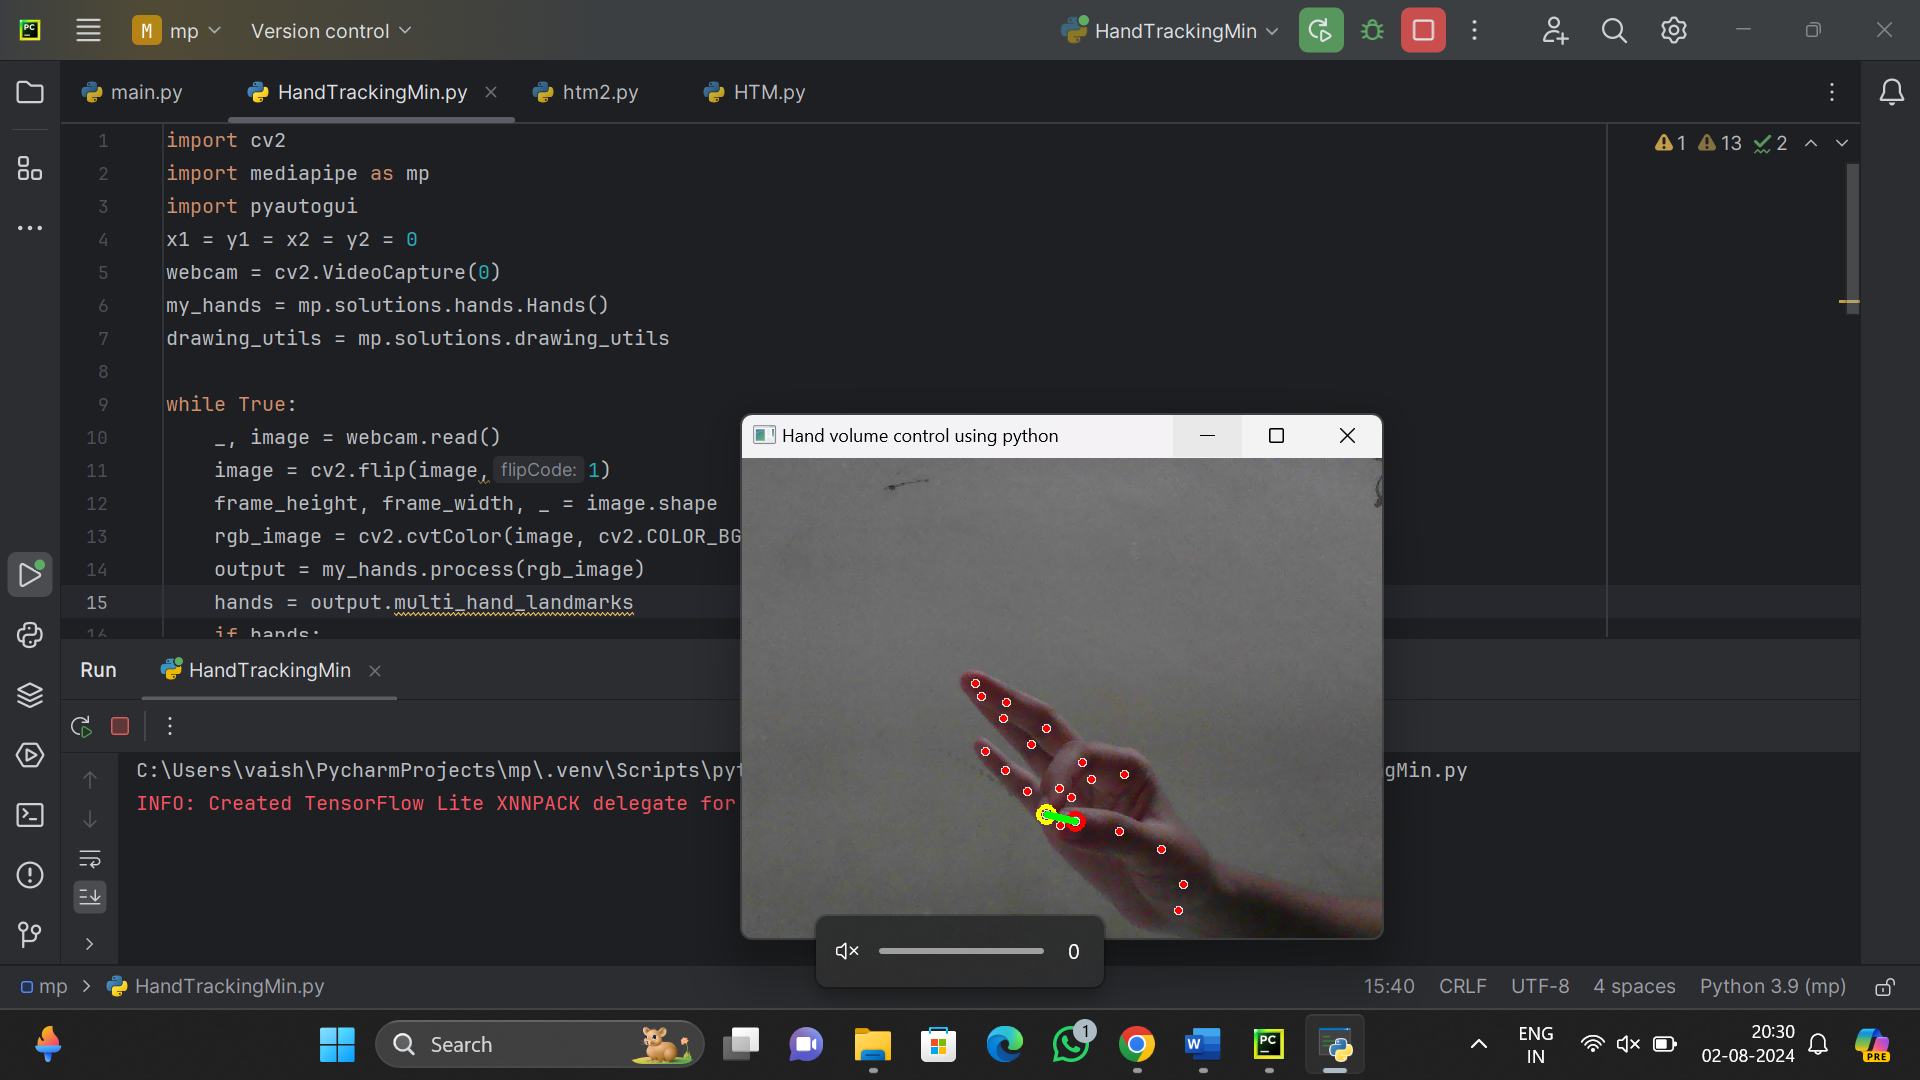 PC
M mp Version control HandTrackingMin
main.py HandTrackingMin.py htm2.py HTM.py
1 import cv2
1 13 2
2 import mediapipe as mp
3 import pyautogui
4 x1 = y1 = x2 = y2 = 0
5 webcam = cv2.VideoCapture(0)
6 my_hands = mp.solutions.hands.Hands()
7 drawing_utils = mp.solutions.drawing_utils
8
9 while True:
10 _, image = webcam.read()
11 image = cv2.flip(image, flipCode: 1)
12 frame_height, frame_width, _ = image.shape
13 rgb_image = cv2.cvtColor(image, cv2.COLOR_BG
14 output = my_hands.process(rgb_image)
15 hands = output.multi_hand_landmarks
16 if hands:
Hand volume control using python
Run HandTrackingMin
C:\Users\vaish\PycharmProjects\mp\.venv\Scripts\pyt
gMin.py
INFO: Created TensorFlow Lite XNNPACK delegate for
0
mp > HandTrackingMin.py 15:40 CRLF UTF-8 4 spaces Python 3.9 (mp)
Search
1
W
PC
ENG
IN
20:30
02-08-2024
PRE